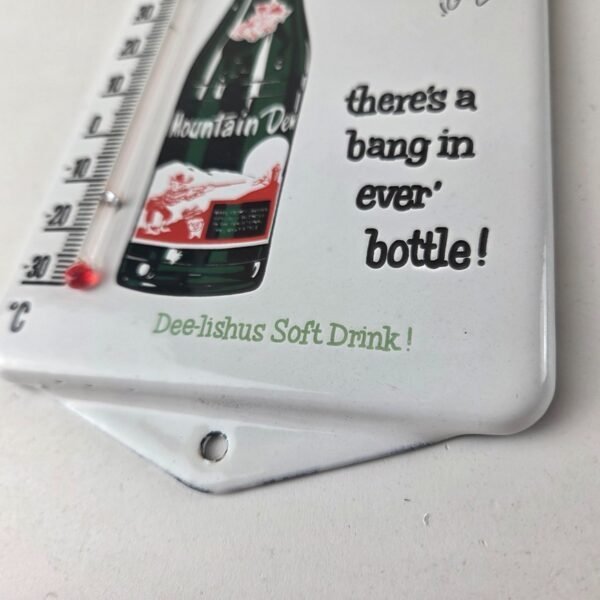 30
20
10
0
-10
-20
-30
°C
Mountain Dew
there's a
bang in
ever'
bottle!
Dee-lishus Soft Drink!